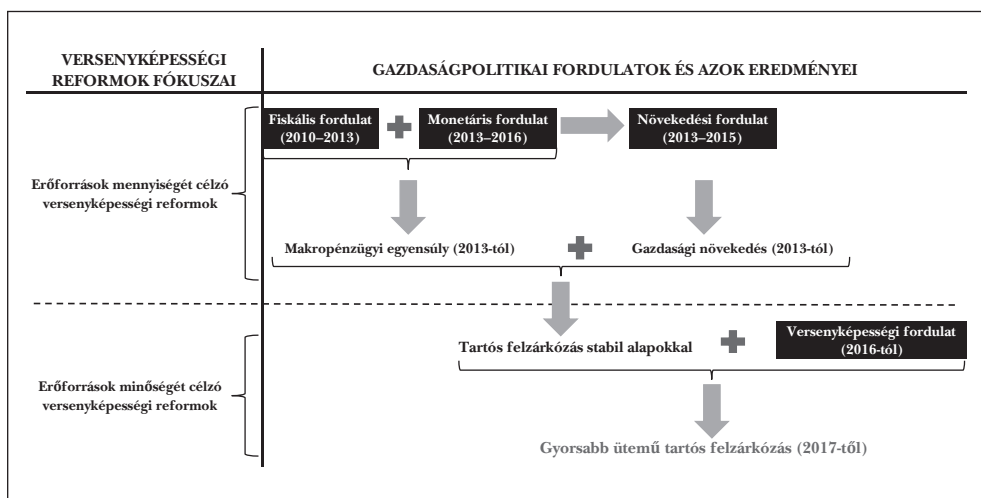 VERSENYKÉPESSÉGI
REFORMOK FÓKUSZAI
GAZDASÁGPOLITIKAI FORDULATOK ÉS AZOK EREDMÉNYEI
Fiskális fordulat
(2010–2013)
Monetáris fordulat
(2013–2016)
Növekedési fordulat
(2013–2015)
Erőforrások mennyiségét célzó
versenyképességi reformok
Makropénzügyi egyensúly (2013-tól)
Gazdasági növekedés (2013-tól)
Tartós felzárkózás stabil alapokkal
Versenyképességi fordulat
(2016-tól)
Erőforrások minőségét célzó
versenyképességi reformok
Gyorsabb ütemű tartós felzárkózás (2017-től)